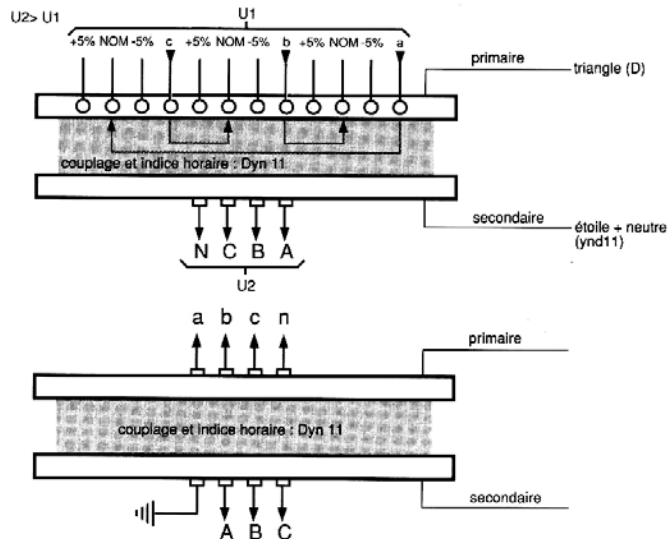 U2> U1
U1
+5% NOM -5% c +5% NOM -5% b +5% NOM -5% a
primaire
triangle (D)
couplage et indice horaire : Dyn 11
secondaire
étoile + neutre
(ynd11)
N C B A
U2
a b c n
primaire
couplage et indice horaire : Dyn 11
secondaire
A B C